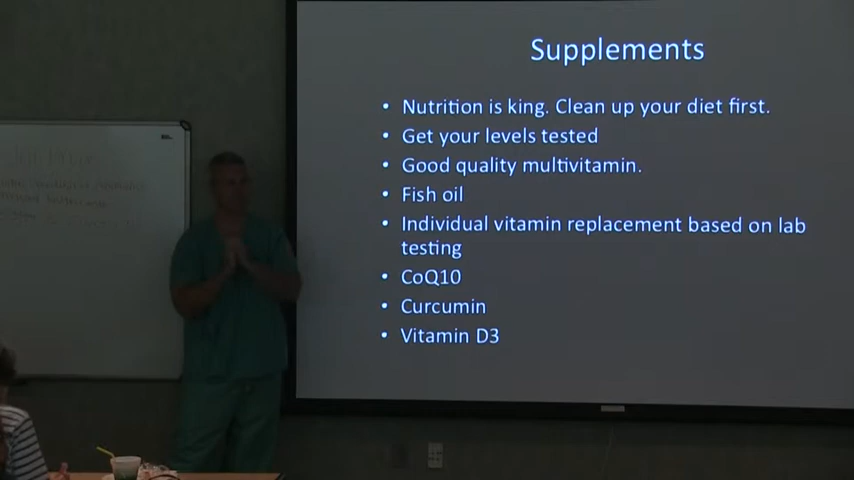 Supplements
• Nutrition is king. Clean up your diet first.
• Get your levels tested
• Good quality multivitamin.
• Fish oil
• Individual vitamin replacement based on lab
testing
• CoQ10
• Curcumin
• Vitamin D3